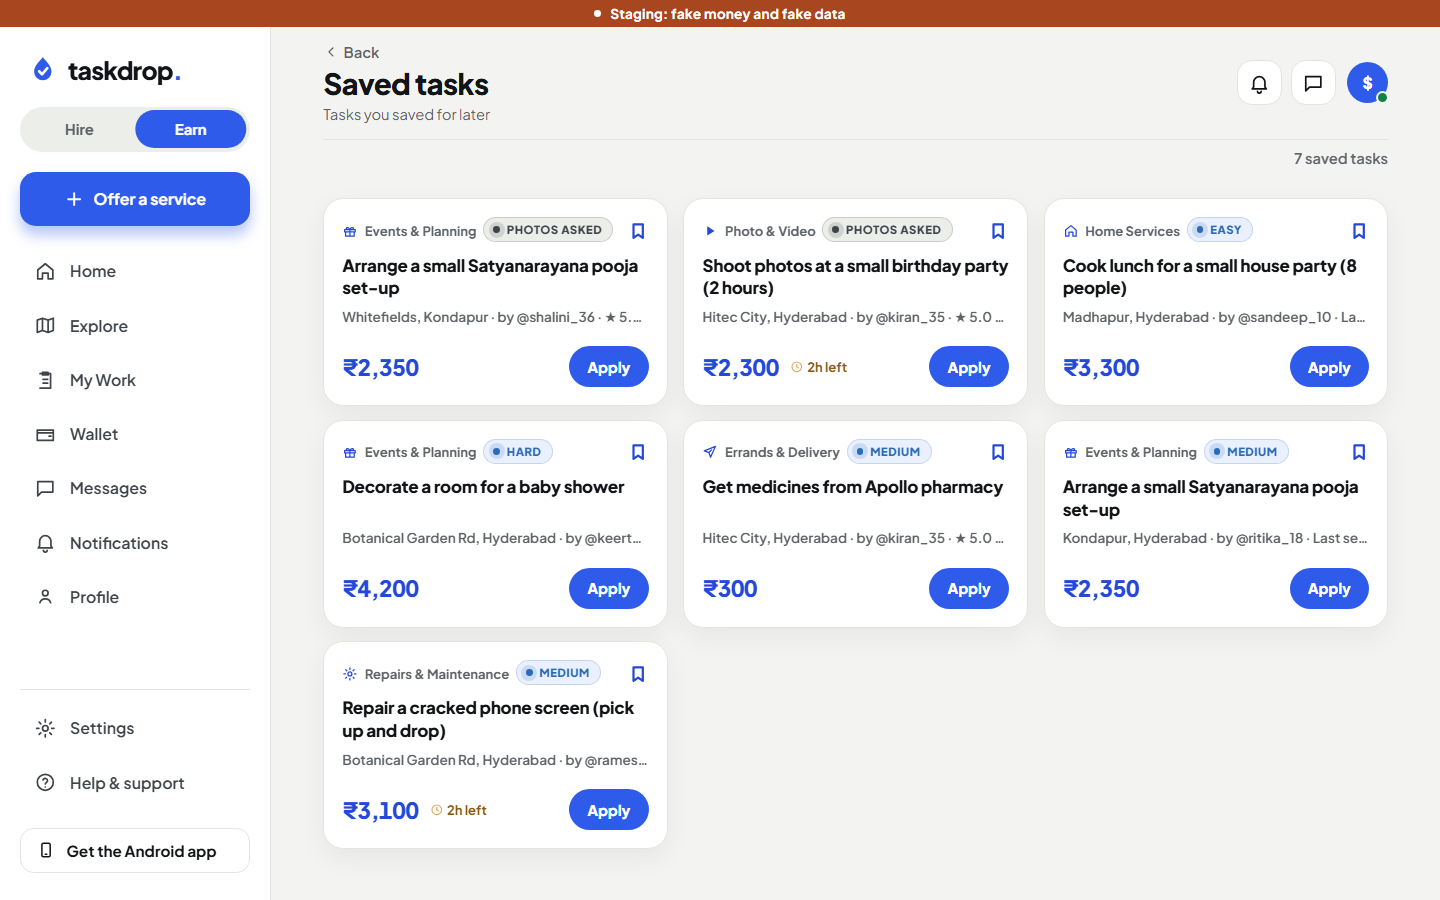 Staging: fake money and fake data
taskdrop.
Hire
Earn
Offer a service
Home
Explore
My Work
Wallet
Messages
Notifications
Profile
Settings
Help & support
Get the Android app
Back
Saved tasks
Tasks you saved for later
$
7 saved tasks
Events & Planning PHOTOS ASKED
Arrange a small Satyanarayana pooja
set-up
Whitefields, Kondapur · by @shalini_36 · ★ 5....
₹2,350 Apply
Photo & Video PHOTOS ASKED
Shoot photos at a small birthday party
(2 hours)
Hitec City, Hyderabad · by @kiran_35 · ★ 5.0 ...
₹2,300 2h left Apply
Home Services EASY
Cook lunch for a small house party (8
people)
Madhapur, Hyderabad · by @sandeep_10 · La...
₹3,300 Apply
Events & Planning HARD
Decorate a room for a baby shower
Botanical Garden Rd, Hyderabad · by @keert...
₹4,200 Apply
Errands & Delivery MEDIUM
Get medicines from Apollo pharmacy
Hitec City, Hyderabad · by @kiran_35 · ★ 5.0 ...
₹300 Apply
Events & Planning MEDIUM
Arrange a small Satyanarayana pooja
set-up
Kondapur, Hyderabad · by @ritika_18 · Last se...
₹2,350 Apply
Repairs & Maintenance MEDIUM
Repair a cracked phone screen (pick
up and drop)
Botanical Garden Rd, Hyderabad · by @rames...
₹3,100 2h left Apply